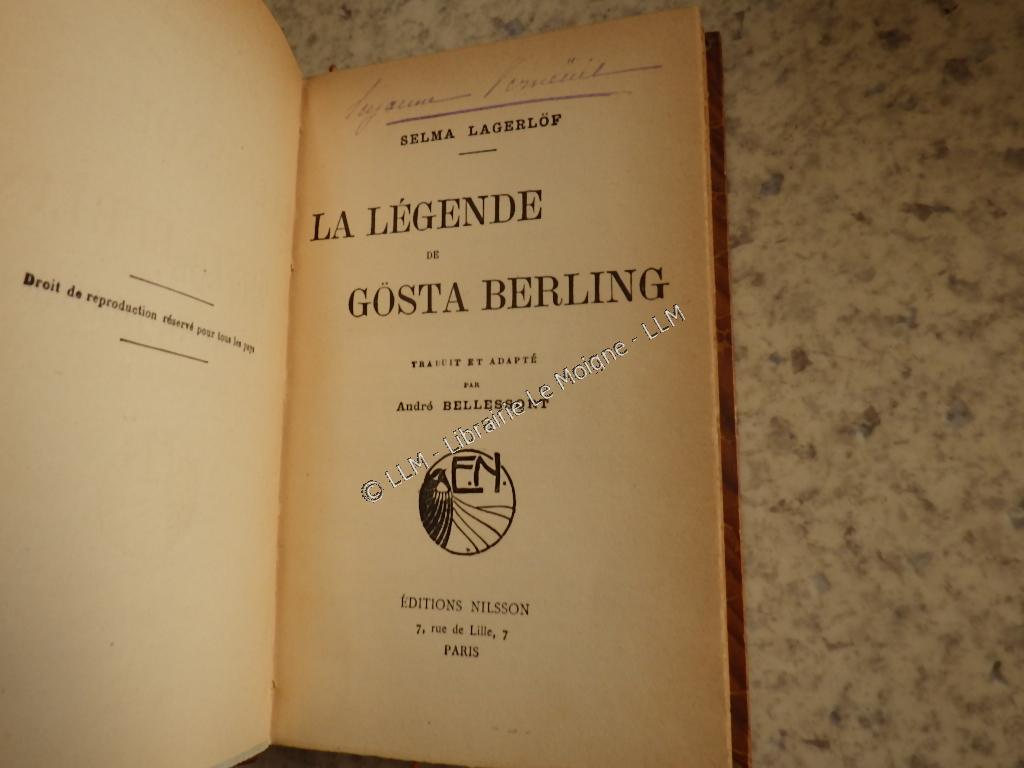 Droit de reproduction réservé pour tous les pays
SELMA LAGERLÖF
LA LÉGENDE
DE
GÖSTA BERLING
TRADUIT ET ADAPTÉ
PAR
André BELLESSORT
E.N.
ÉDITIONS NILSSON
7, rue de Lille, 7
PARIS
© LLM - Librairie Le Moigne - LLM